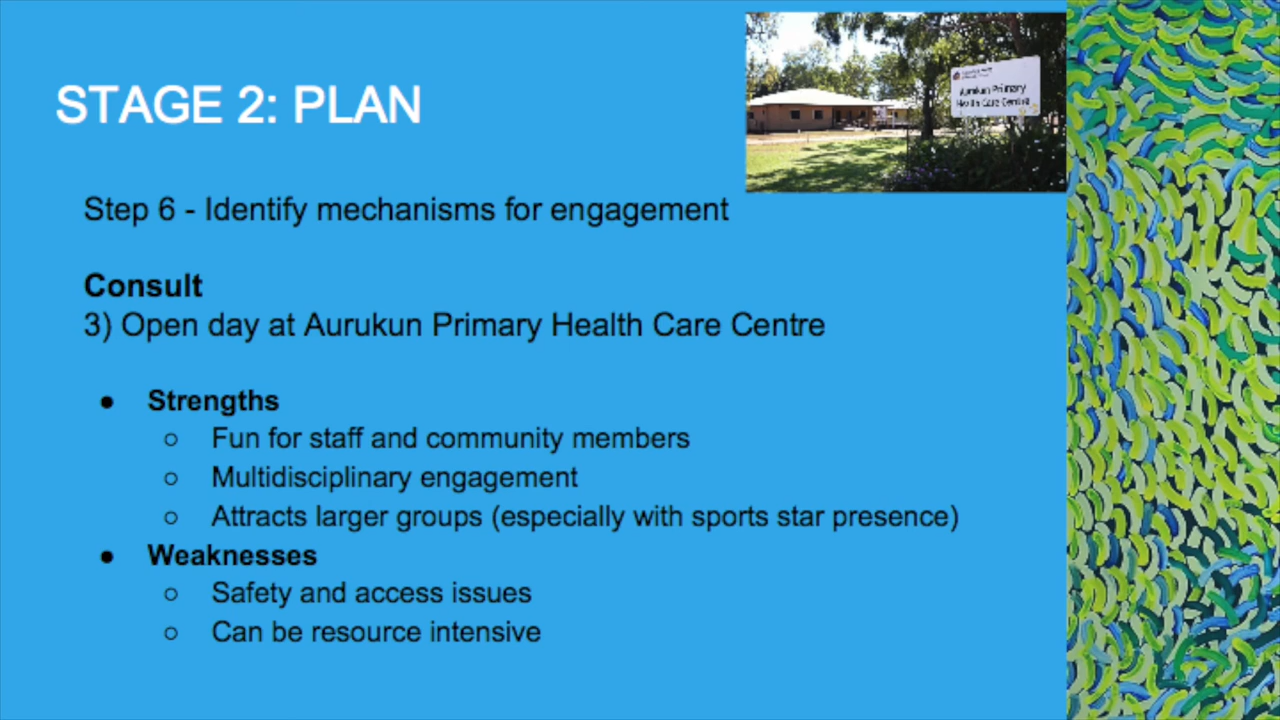 STAGE 2: PLAN
Aurukun Primary
Health Care Centre
Step 6 - Identify mechanisms for engagement
Consult
3) Open day at Aurukun Primary Health Care Centre
● Strengths
○ Fun for staff and community members
○ Multidisciplinary engagement
○ Attracts larger groups (especially with sports star presence)
● Weaknesses
○ Safety and access issues
○ Can be resource intensive